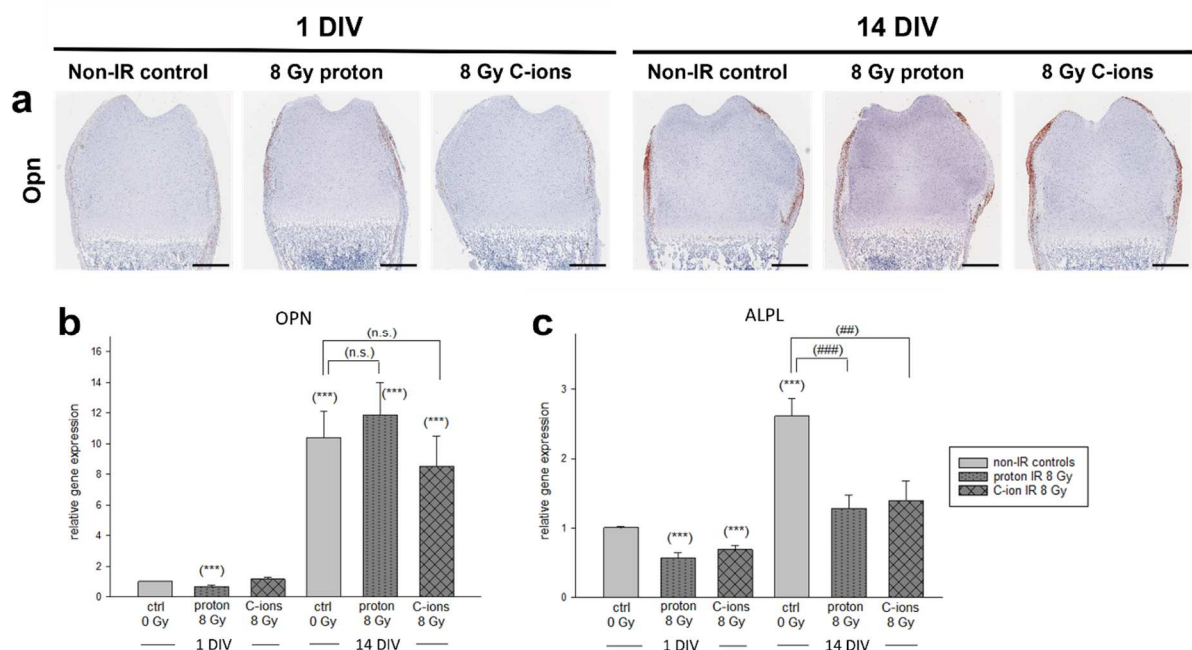 1 DIV
14 DIV
Non-IR control
8 Gy proton
8 Gy C-ions
Non-IR control
8 Gy proton
8 Gy C-ions
a
Opn
b
OPN
(n.s.)
(n.s.)
(***)
(***)
(***)
(***)
relative gene expression
16
14
12
10
8
6
4
2
0
ctrl
0 Gy
proton
8 Gy
C-ions
8 Gy
ctrl
0 Gy
proton
8 Gy
C-ions
8 Gy
1 DIV
14 DIV
c
ALPL
(##)
(###)
(***)
(***)
(***)
relative gene expression
3
2
1
0
ctrl
0 Gy
proton
8 Gy
C-ions
8 Gy
ctrl
0 Gy
proton
8 Gy
C-ions
8 Gy
1 DIV
14 DIV
non-IR controls
proton IR 8 Gy
C-ion IR 8 Gy